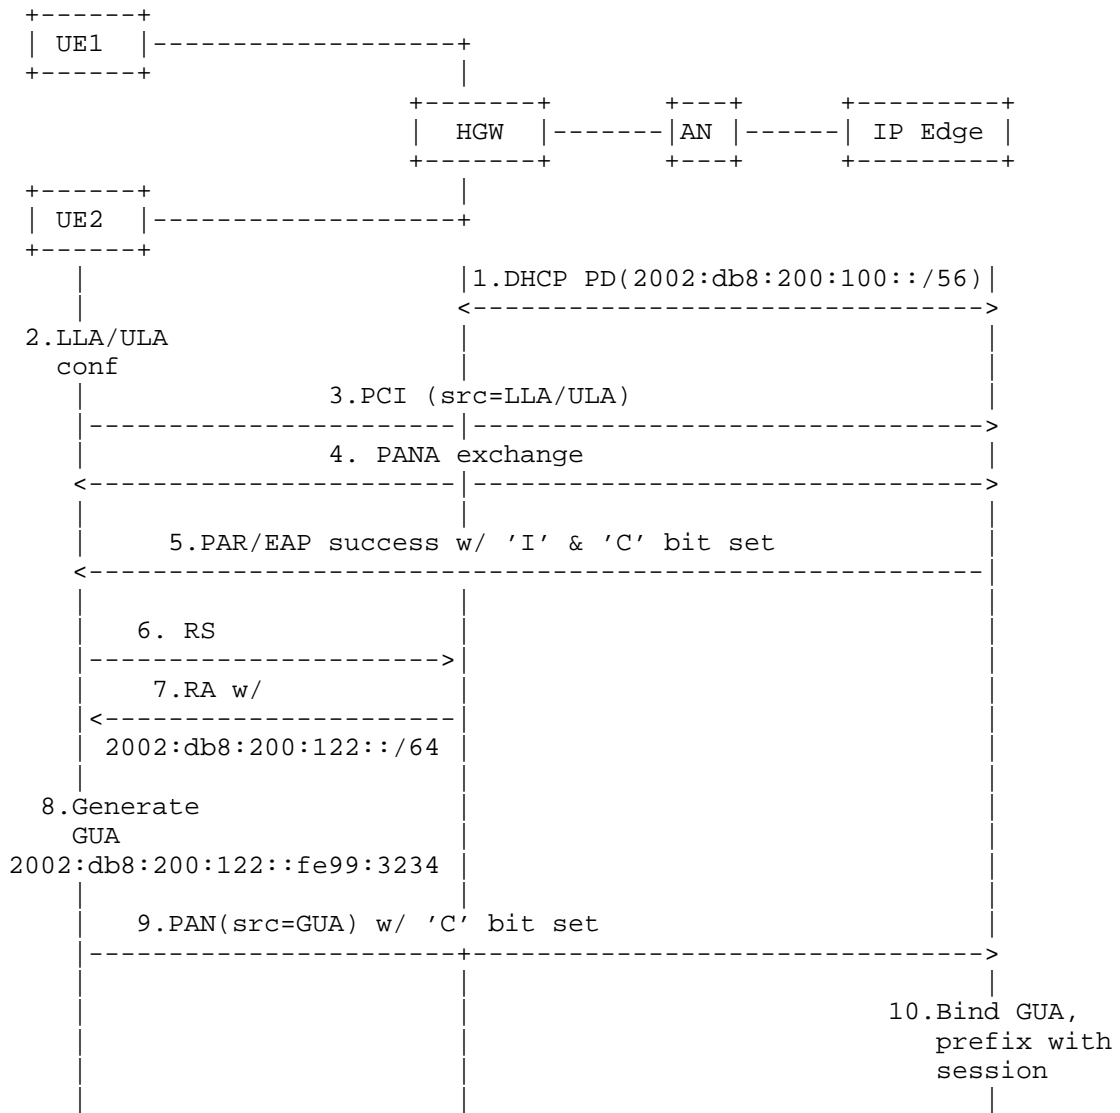 UE1
HGW AN IP Edge
UE2
1.DHCP PD(2002:db8:200:100::/56)
2.LLA/ULA
conf
3.PCI (src=LLA/ULA)
4. PANA exchange
5.PAR/EAP success w/ 'I' & 'C' bit set
6. RS
7.RA w/
2002:db8:200:122::/64
8.Generate
GUA
2002:db8:200:122::fe99:3234
9.PAN(src=GUA) w/ 'C' bit set
10.Bind GUA,
prefix with
session